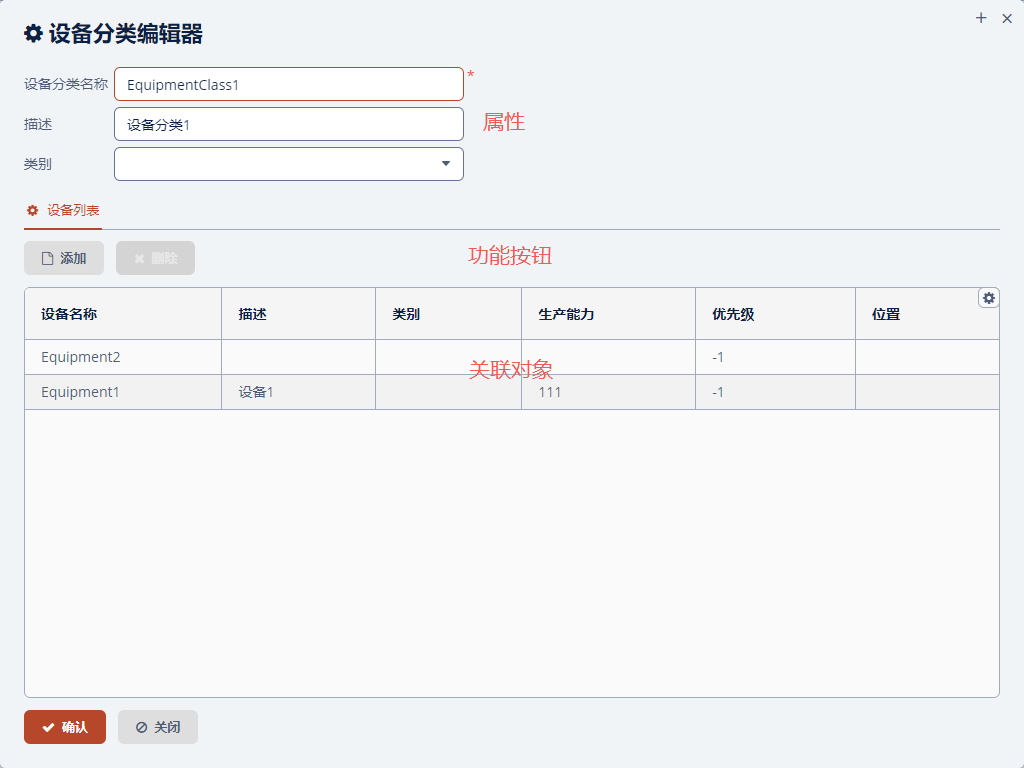 设备分类编辑器
设备分类名称 EquipmentClass1 *
描述 设备分类1 属性
类别
设备列表
添加 删除 功能按钮
设备名称 描述 类别 生产能力 优先级 位置
Equipment2 -1
关联对象
Equipment1 设备1 111 -1
确认 关闭